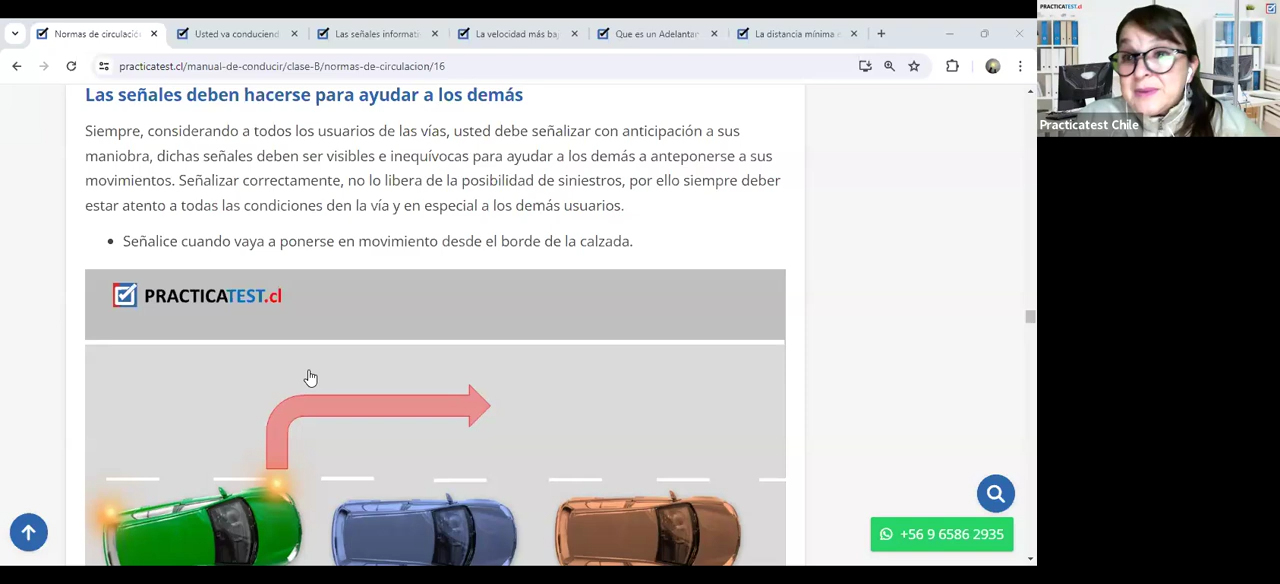 Normas de circulació
Usted va conduciend
Las señales informat
La velocidad más ba
Que es un Adelantar
La distancia mínima e
practicatest.cl/manual-de-conducir/clase-B/normas-de-circulacion/16
PRACTICATEST.cl
Practicatest Chile
Las señales deben hacerse para ayudar a los demás
Siempre, considerando a todos los usuarios de las vías, usted debe señalizar con anticipación a sus
maniobra, dichas señales deben ser visibles e inequívocas para ayudar a los demás a anteponerse a sus
movimientos. Señalizar correctamente, no lo libera de la posibilidad de siniestros, por ello siempre deber
estar atento a todas las condiciones den la vía y en especial a los demás usuarios.
• Señalice cuando vaya a ponerse en movimiento desde el borde de la calzada.
PRACTICATEST.cl
+56 9 6586 2935